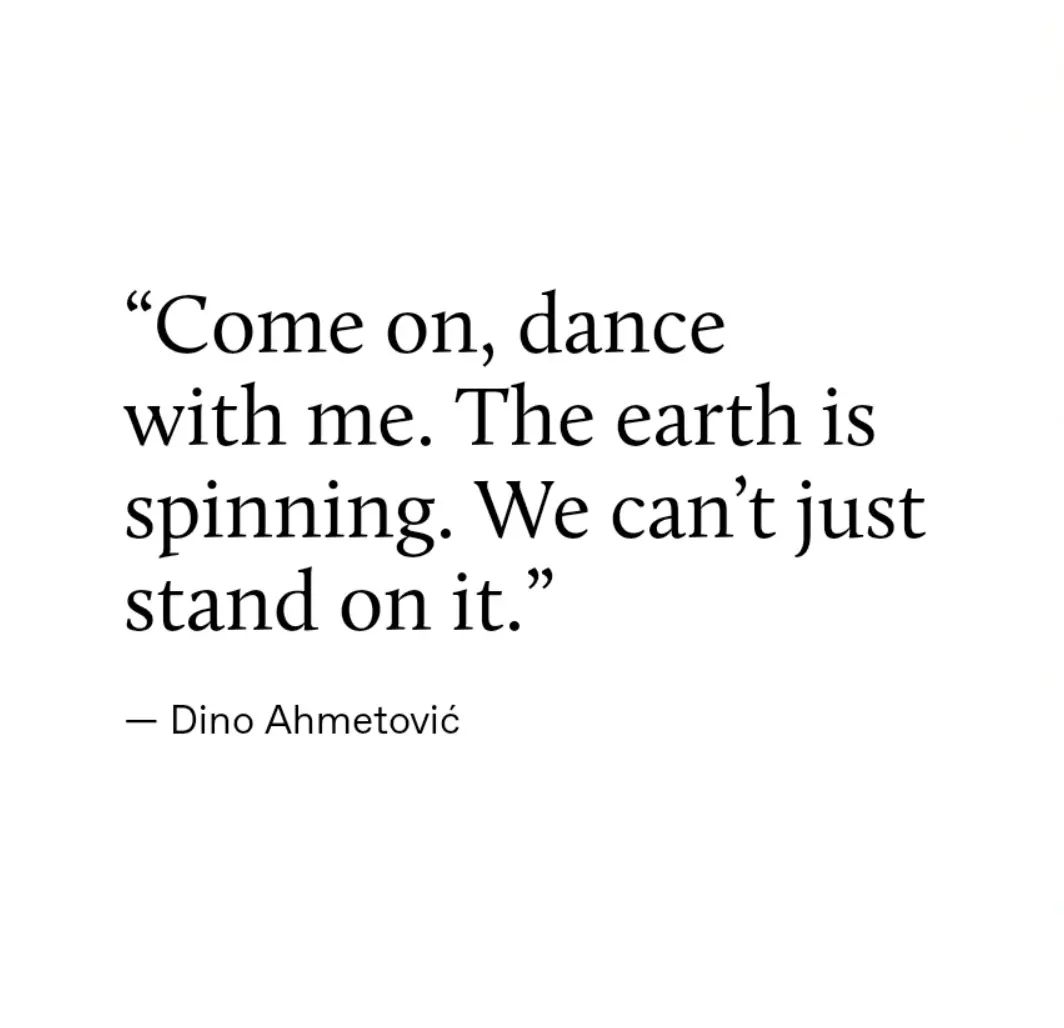 “Come on, dance
with me. The earth is
spinning. We can’t just
stand on it.”
— Dino Ahmetović